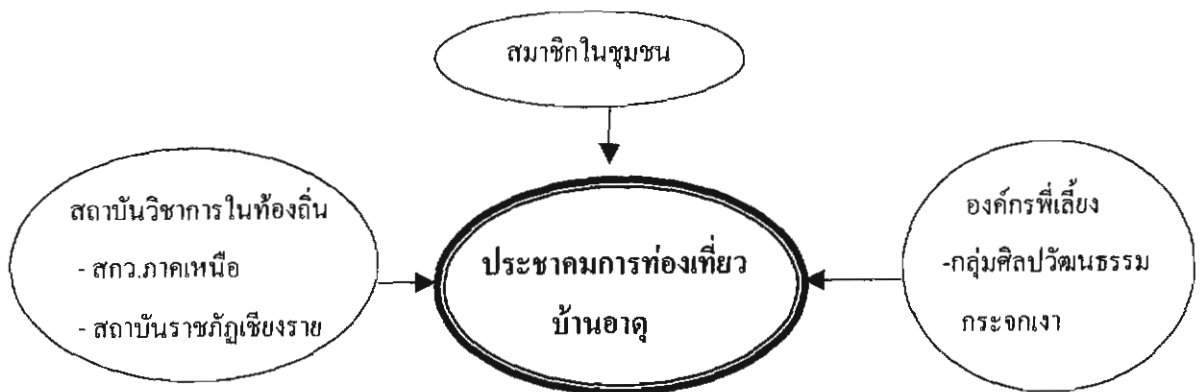 สมาชิกในชุมชน
สถาบันวิชาการในท้องถิ่น
- สกว.ภาคเหนือ
- สถาบันราชภัฏเชียงราย
ประชาคมการท่องเที่ยว
บ้านอาดุ
องค์กรพี่เลี้ยง
-กลุ่มศิลปวัฒนธรรม
กระจกเงา